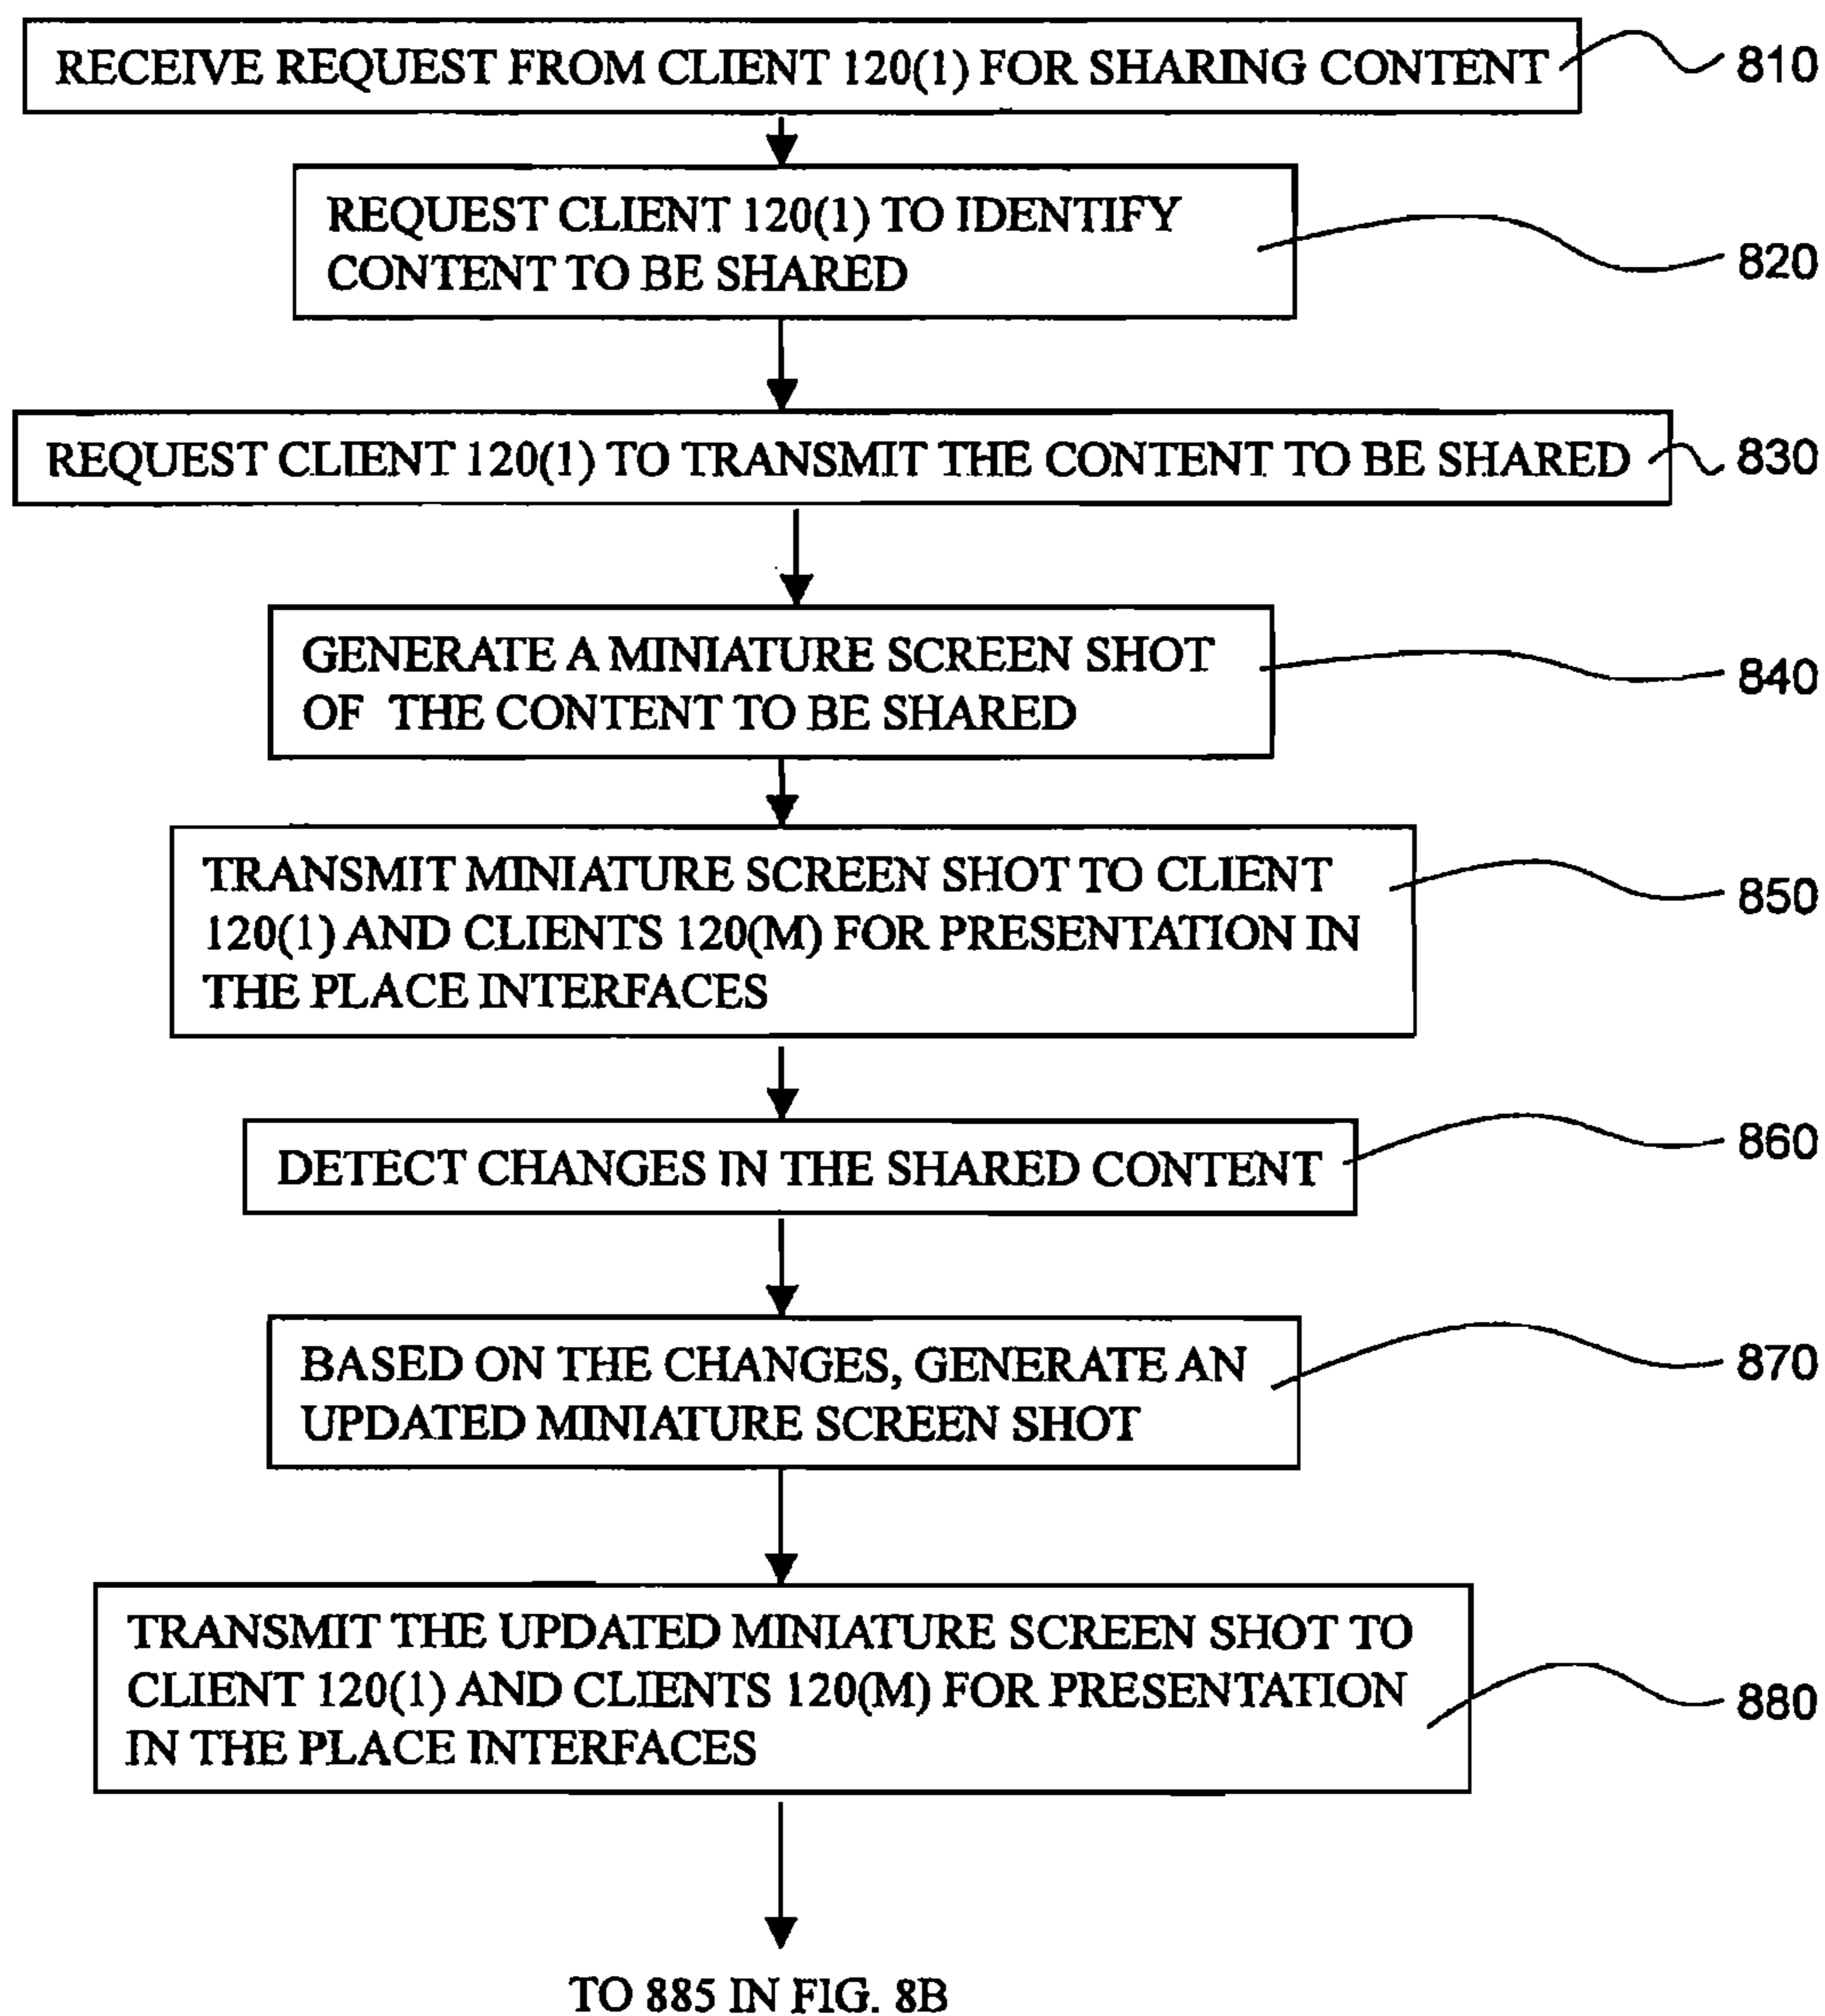 RECEIVE REQUEST FROM CLIENT 120(1) FOR SHARING CONTENT
810
REQUEST CLIENT 120(1) TO IDENTIFY
CONTENT TO BE SHARED
820
REQUEST CLIENT 120(1) TO TRANSMIT THE CONTENT TO BE SHARED
830
GENERATE A MINIATURE SCREEN SHOT
OF THE CONTENT TO BE SHARED
840
TRANSMIT MINIATURE SCREEN SHOT TO CLIENT
120(1) AND CLIENTS 120(M) FOR PRESENTATION IN
THE PLACE INTERFACES
850
DETECT CHANGES IN THE SHARED CONTENT
860
BASED ON THE CHANGES, GENERATE AN
UPDATED MINIATURE SCREEN SHOT
870
TRANSMIT THE UPDATED MINIATURE SCREEN SHOT TO
CLIENT 120(1) AND CLIENTS 120(M) FOR PRESENTATION
IN THE PLACE INTERFACES
880
TO 885 IN FIG. 8B